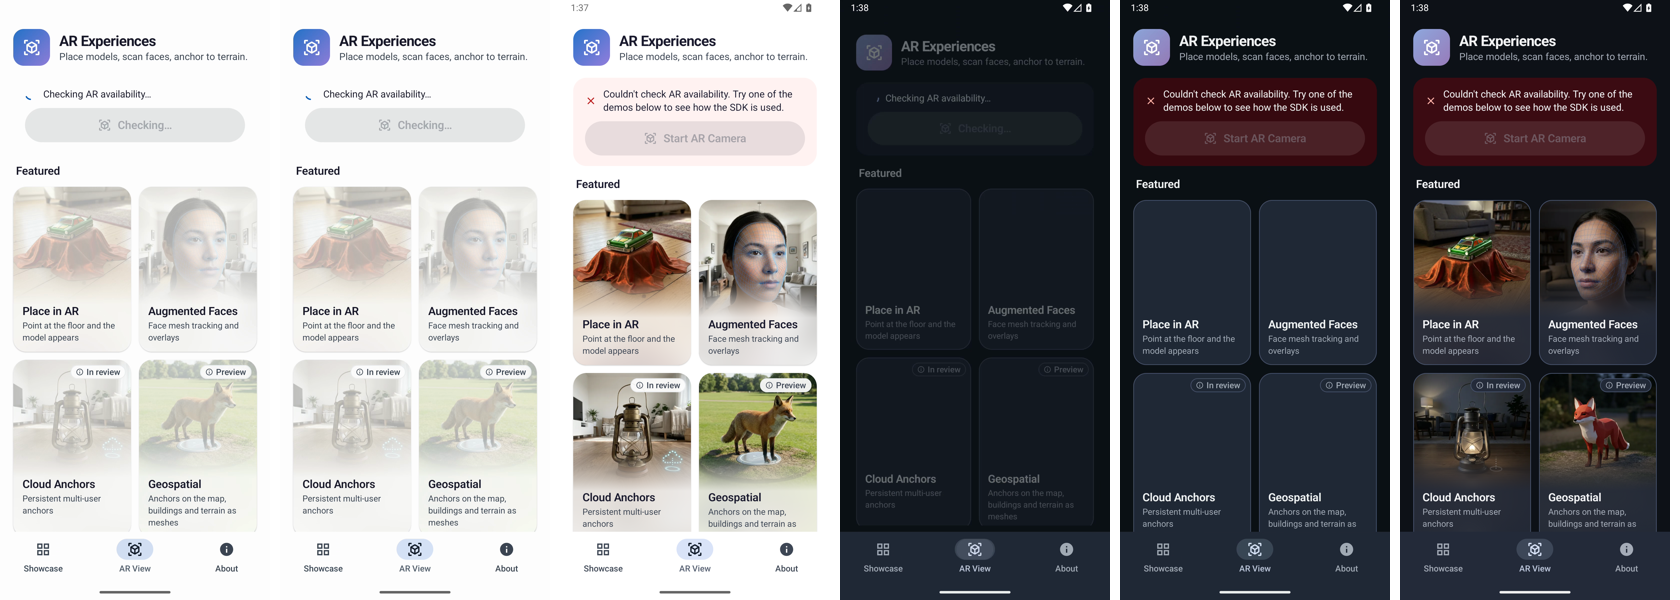 AR Experiences
Place models, scan faces, anchor to terrain.
Checking AR availability...
Checking...
Featured
Place in AR
Point at the floor and the
model appears
Augmented Faces
Face mesh tracking and
overlays
In review
Cloud Anchors
Persistent multi-user
anchors
Preview
Geospatial
Anchors on the map,
buildings and terrain as
meshes
Showcase
AR View
About
AR Experiences
Place models, scan faces, anchor to terrain.
Checking AR availability...
Checking...
Featured
Place in AR
Point at the floor and the
model appears
Augmented Faces
Face mesh tracking and
overlays
In review
Cloud Anchors
Persistent multi-user
anchors
Preview
Geospatial
Anchors on the map,
buildings and terrain as
meshes
Showcase
AR View
About
1:37
AR Experiences
Place models, scan faces, anchor to terrain.
Couldn't check AR availability. Try one of the
demos below to see how the SDK is used.
Start AR Camera
Featured
Place in AR
Point at the floor and the
model appears
Augmented Faces
Face mesh tracking and
overlays
In review
Cloud Anchors
Persistent multi-user
anchors
Preview
Geospatial
Anchors on the map,
buildings and terrain as
Showcase
AR View
About
1:38
AR Experiences
Place models, scan faces, anchor to terrain.
Checking AR availability...
Checking...
Featured
Place in AR
Point at the floor and the
model appears
Augmented Faces
Face mesh tracking and
overlays
In review
Cloud Anchors
Persistent multi-user
anchors
Preview
Geospatial
Anchors on the map,
buildings and terrain as
meshes
Showcase
AR View
About
1:38
AR Experiences
Place models, scan faces, anchor to terrain.
Couldn't check AR availability. Try one of the
demos below to see how the SDK is used.
Start AR Camera
Featured
Place in AR
Point at the floor and the
model appears
Augmented Faces
Face mesh tracking and
overlays
In review
Cloud Anchors
Persistent multi-user
anchors
Preview
Geospatial
Anchors on the map,
buildings and terrain as
Showcase
AR View
About
1:38
AR Experiences
Place models, scan faces, anchor to terrain.
Couldn't check AR availability. Try one of the
demos below to see how the SDK is used.
Start AR Camera
Featured
Place in AR
Point at the floor and the
model appears
Augmented Faces
Face mesh tracking and
overlays
In review
Cloud Anchors
Persistent multi-user
anchors
Preview
Geospatial
Anchors on the map,
buildings and terrain as
Showcase
AR View
About